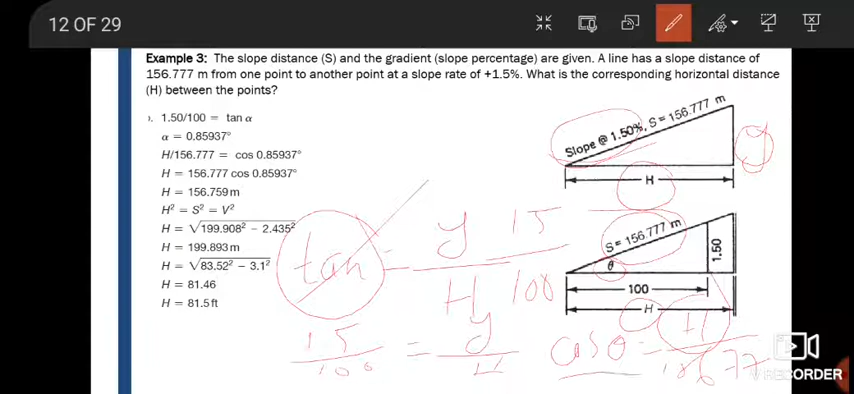 12 OF 29
Example 3: The slope distance (S) and the gradient (slope percentage) are given. A line has a slope distance of
156.777 m from one point to another point at a slope rate of +1.5%. What is the corresponding horizontal distance
(H) between the points?
1.50/100 = tan α
α = 0.85937°
H/156.777 = cos 0.85937°
H = 156.777 cos 0.85937°
H = 156.759 m
H² = S² = V²
H = √199.908² − 2.435²
H = 199.893 m
H = √83.52² − 3.1²
H = 81.46
H = 81.5 ft
Slope @ 1.50%, S = 156.777 m
H
S = 156.777 m
θ
1.50
100
H
tan = y/H 15/100
15/100 = y/H
cos θ = H/15677
RECORDER